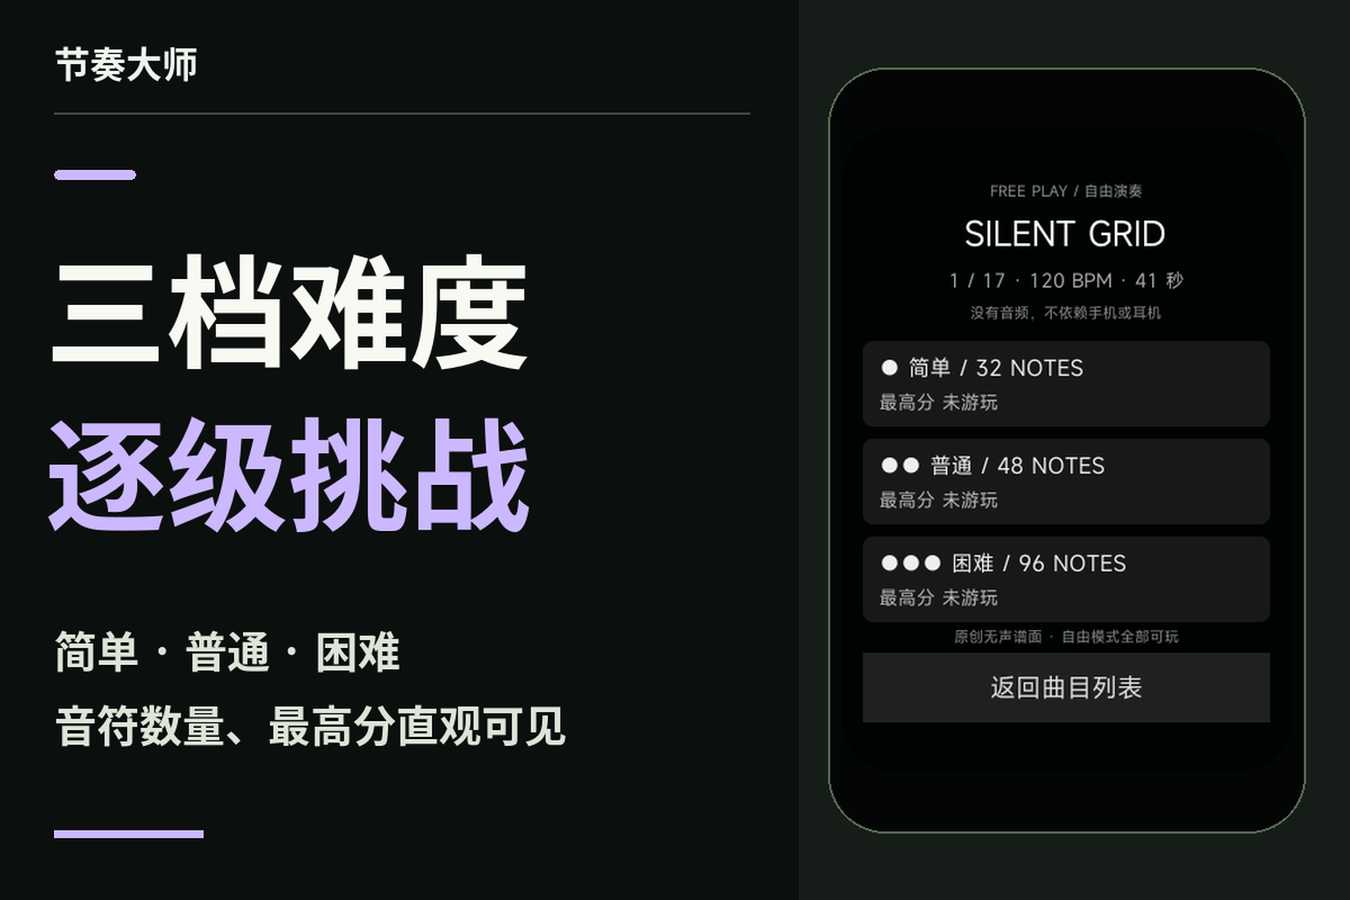 节奏大师
三档难度
逐级挑战
简单 · 普通 · 困难
音符数量、最高分直观可见
FREE PLAY / 自由演奏
SILENT GRID
1 / 17 · 120 BPM · 41 秒
没有音频，不依赖手机或耳机
● 简单 / 32 NOTES
最高分 未游玩
●● 普通 / 48 NOTES
最高分 未游玩
●●● 困难 / 96 NOTES
最高分 未游玩
原创无声谱面 · 自由模式全部可玩
返回曲目列表